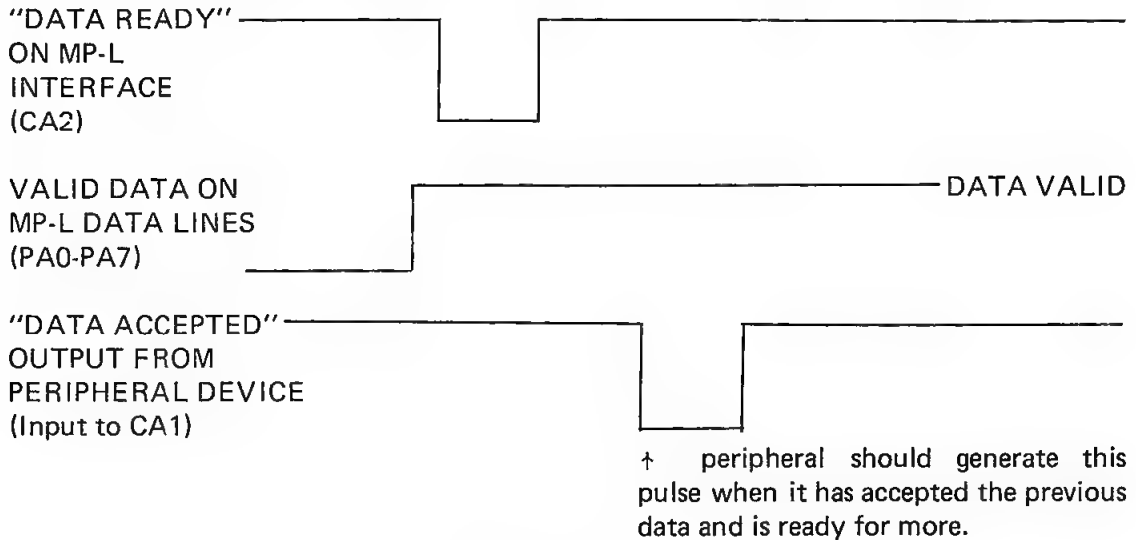 "DATA READY"
ON MP-L
INTERFACE
(CA2)
VALID DATA ON
MP-L DATA LINES
(PA0-PA7)
DATA VALID
"DATA ACCEPTED"
OUTPUT FROM
PERIPHERAL DEVICE
(Input to CA1)
↑ peripheral should generate this
pulse when it has accepted the previous
data and is ready for more.